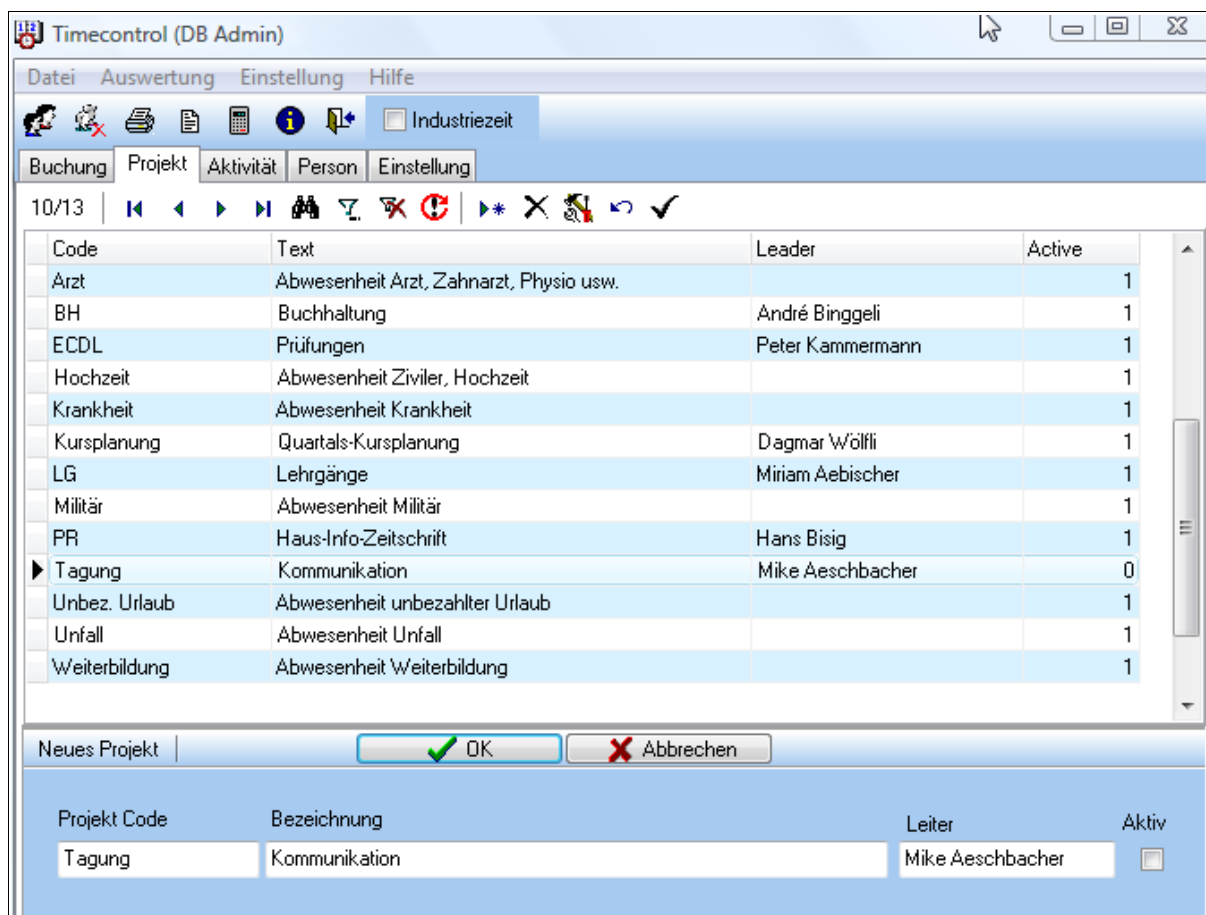 Timecontrol (DB Admin)
Datei Auswertung Einstellung Hilfe
Industriezeit
Buchung Projekt Aktivität Person Einstellung
10/13
Code Text Leader Active
Arzt Abwesenheit Arzt, Zahnarzt, Physio usw. 1
BH Buchhaltung André Binggeli 1
ECDL Prüfungen Peter Kammermann 1
Hochzeit Abwesenheit Ziviler, Hochzeit 1
Krankheit Abwesenheit Krankheit 1
Kursplanung Quartals-Kursplanung Dagmar Wölfli 1
LG Lehrgänge Miriam Aebischer 1
Militär Abwesenheit Militär 1
PR Haus-Info-Zeitschrift Hans Bisig 1
Tagung Kommunikation Mike Aeschbacher 0
Unbez. Urlaub Abwesenheit unbezahlter Urlaub 1
Unfall Abwesenheit Unfall 1
Weiterbildung Abwesenheit Weiterbildung 1
Neues Projekt OK Abbrechen
Projekt Code Bezeichnung Leiter Aktiv
Tagung Kommunikation Mike Aeschbacher